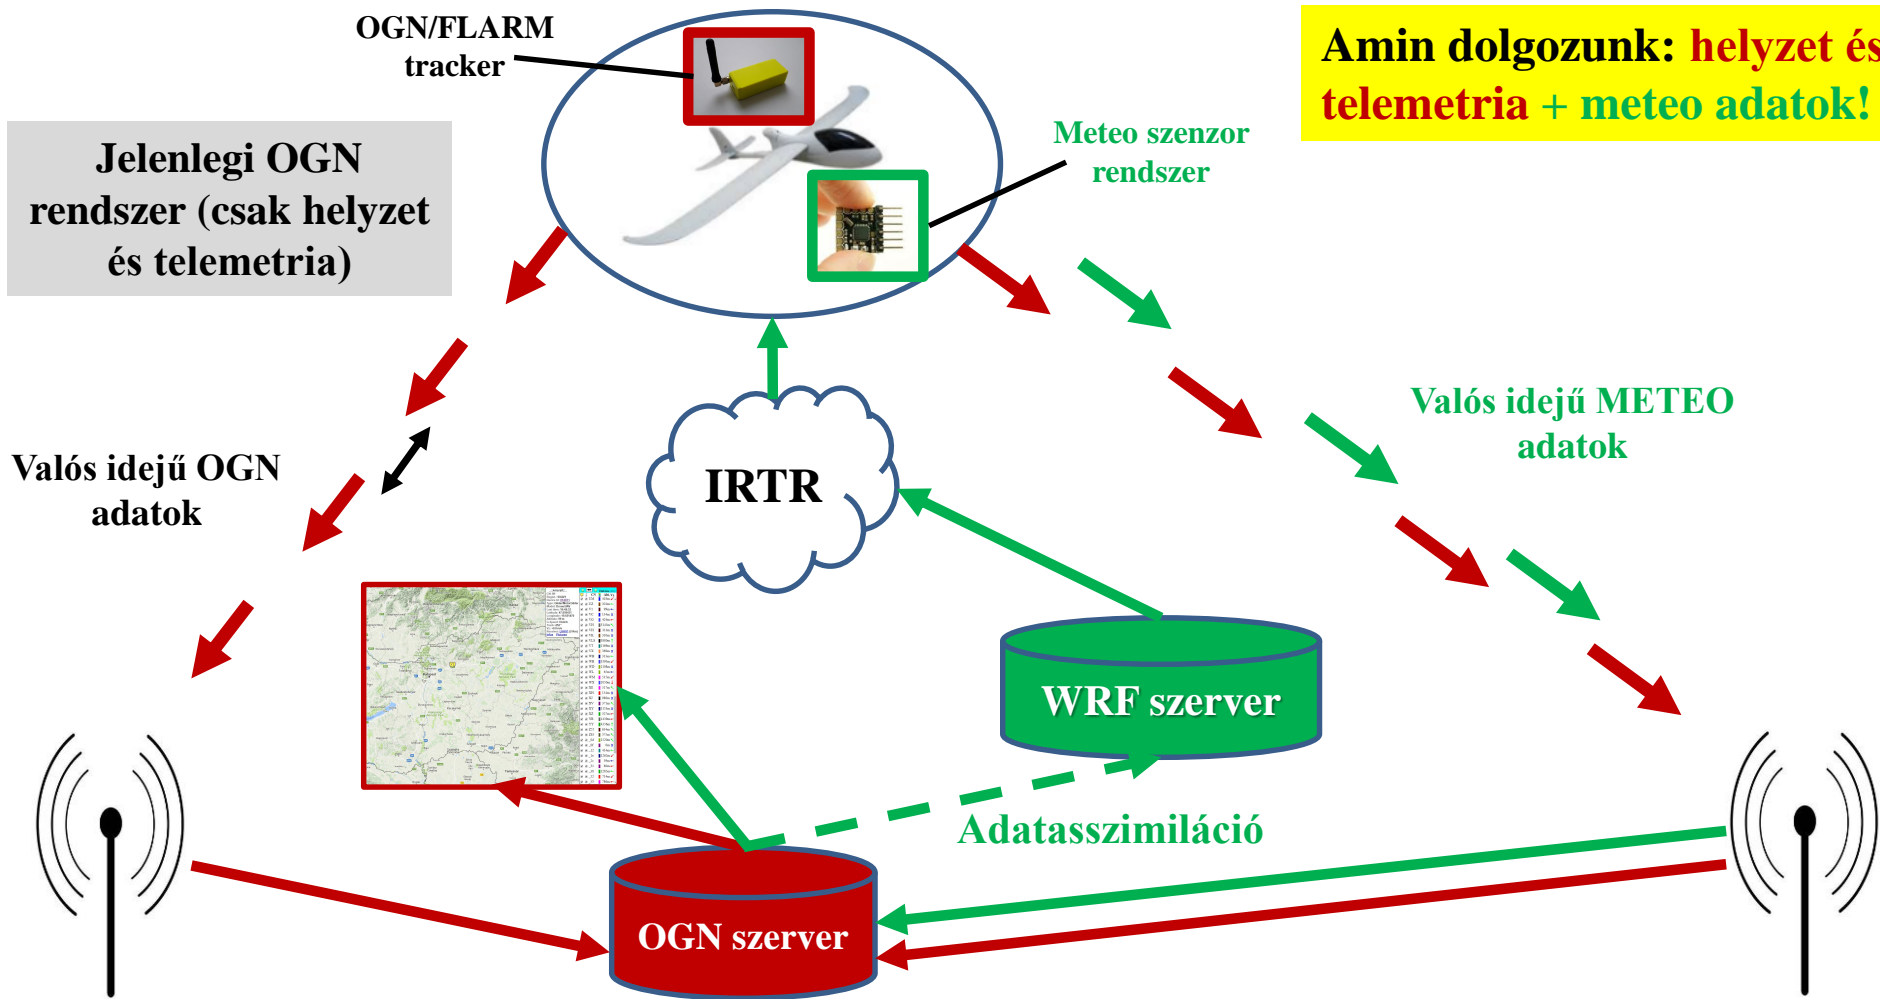 OGN/FLARM
tracker
Amin dolgozunk: helyzet és
telemetria + meteo adatok!
Jelenlegi OGN
rendszer (csak helyzet
és telemetria)
Meteo szenzor
rendszer
Valós idejű OGN
adatok
Valós idejű METEO
adatok
IRTR
WRF szerver
Adatasszimiláció
OGN szerver